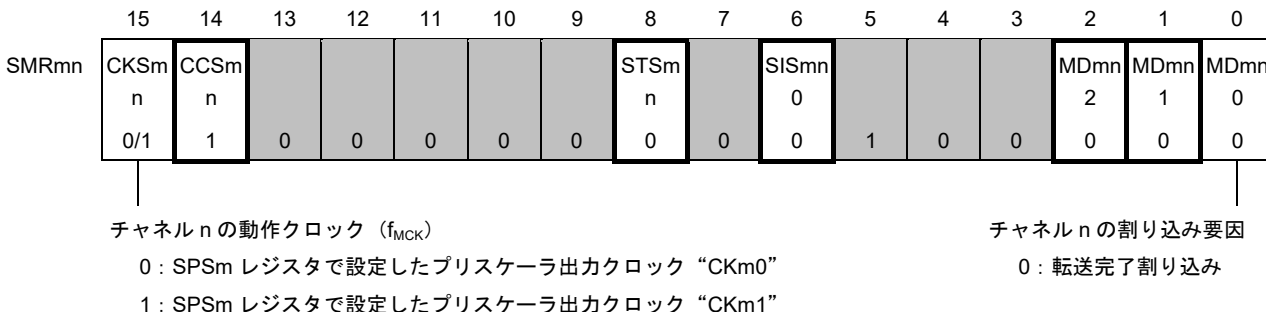 15 14 13 12 11 10 9 8 7 6 5 4 3 2 1 0
SMRmn CKSm CCSm STSm SISmn MDmn MDmn MDmn
n n n 0 2 1 0
0/1 1 0 0 0 0 0 0 0 0 1 0 0 0 0 0
チャネル n の動作クロック（fMCK） チャネル n の割り込み要因
0：SPSm レジスタで設定したプリスケーラ出力クロック “CKm0” 0：転送完了割り込み
1：SPSm レジスタで設定したプリスケーラ出力クロック “CKm1”